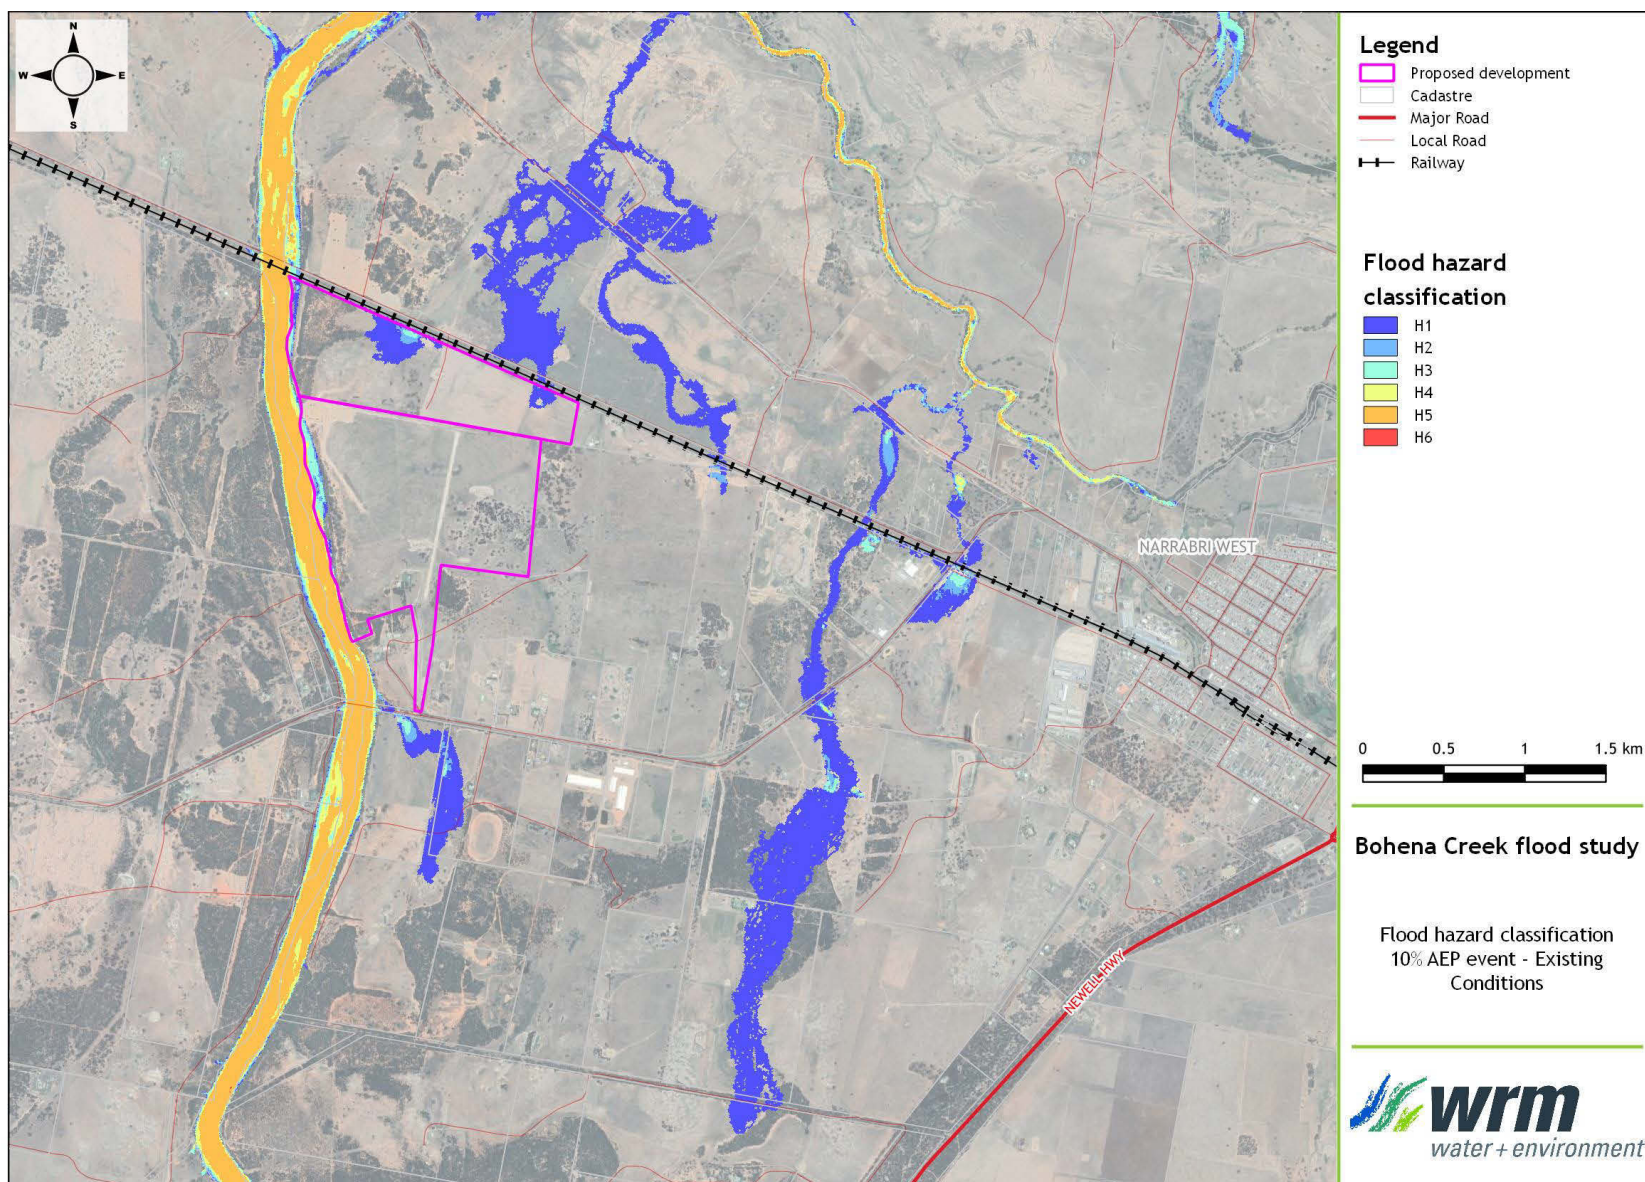 N
W
E
S
NARRABRI WEST
NEWELL HWY
Legend
Proposed development
Cadastre
Major Road
Local Road
Railway
Flood hazard
classification
H1
H2
H3
H4
H5
H6
0 0.5 1 1.5 km
Bohena Creek flood study
Flood hazard classification
10% AEP event - Existing
Conditions
wrm
water + environment